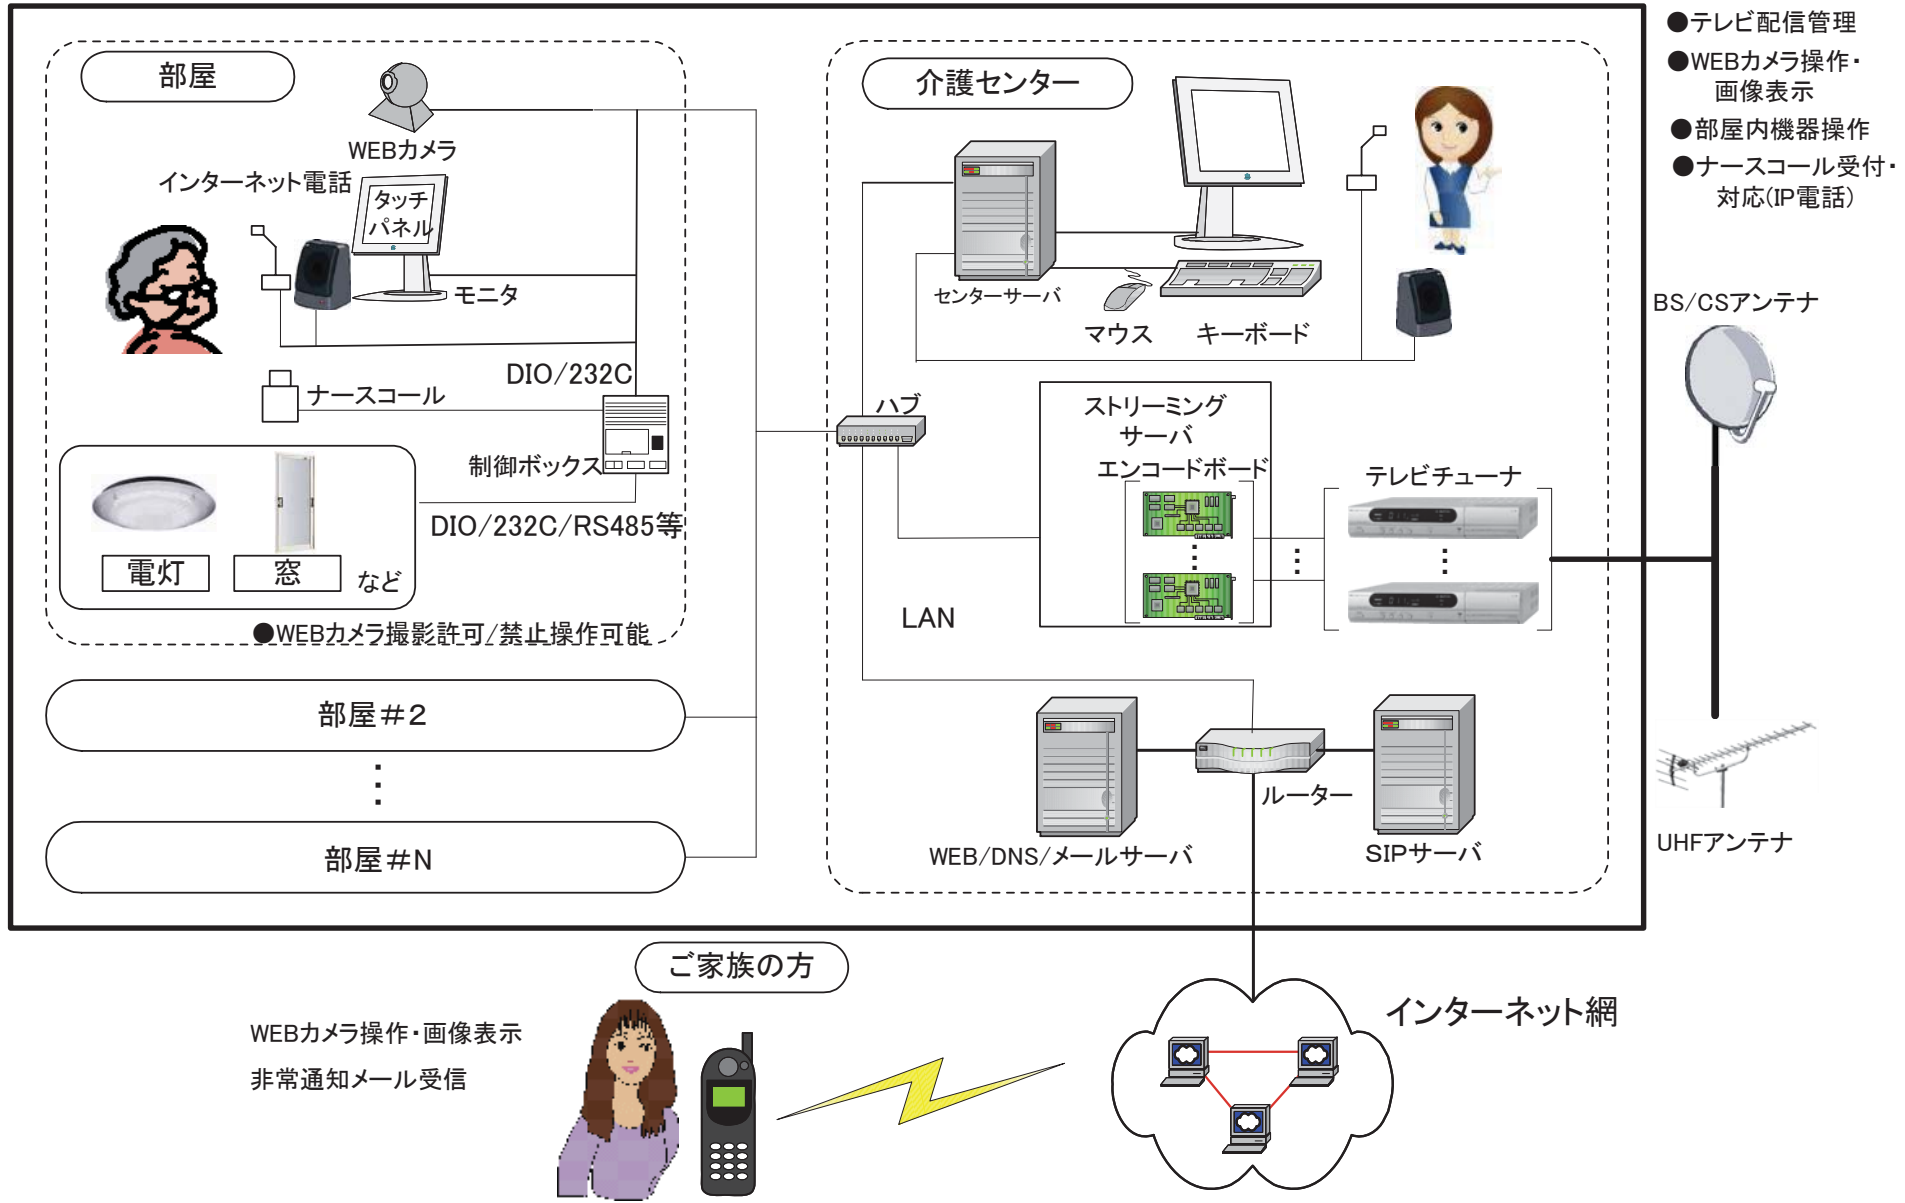 部屋
WEBカメラ
インターネット電話
タッチ
パネル
モニタ
DIO/232C
ナースコール
制御ボックス
DIO/232C/RS485等
電灯
窓
など
●WEBカメラ撮影許可/禁止操作可能
部屋#2
部屋#N
介護センター
センターサーバ
マウス
キーボード
ハブ
ストリーミング
サーバ
エンコードボード
テレビチューナ
LAN
ルーター
WEB/DNS/メールサーバ
SIPサーバ
●テレビ配信管理
●WEBカメラ操作・
画像表示
●部屋内機器操作
●ナースコール受付・
対応(IP電話)
BS/CSアンテナ
UHFアンテナ
ご家族の方
WEBカメラ操作・画像表示
非常通知メール受信
インターネット網